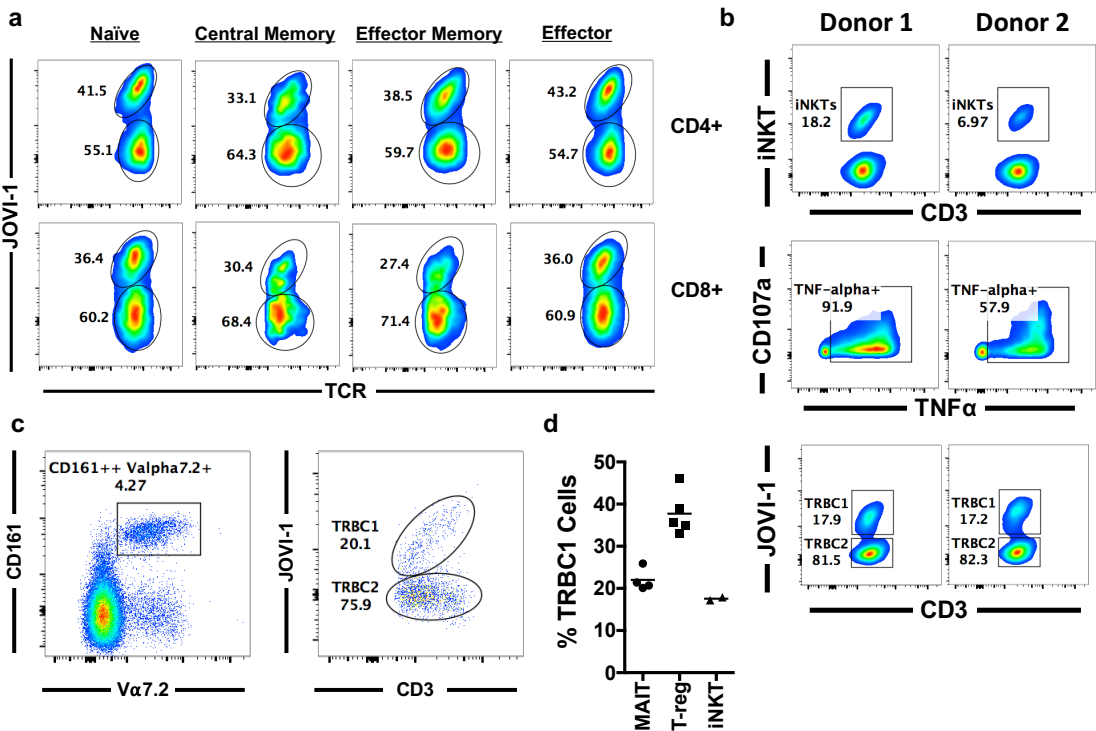 a
Naïve
Central Memory
Effector Memory
Effector
JOVI-1
41.5
55.1
33.1
64.3
38.5
59.7
43.2
54.7
CD4+
36.4
60.2
30.4
68.4
27.4
71.4
36.0
60.9
CD8+
TCR
b
Donor 1
Donor 2
iNKT
iNKTs
18.2
iNKTs
6.97
CD3
CD107a
TNF-alpha+
91.9
TNF-alpha+
57.9
TNFα
JOVI-1
TRBC1
17.9
TRBC2
81.5
TRBC1
17.2
TRBC2
82.3
CD3
c
CD161
CD161++ Valpha7.2+
4.27
Vα7.2
JOVI-1
TRBC1
20.1
TRBC2
75.9
CD3
d
% TRBC1 Cells
50
40
30
20
10
0
MAIT
T-reg
iNKT